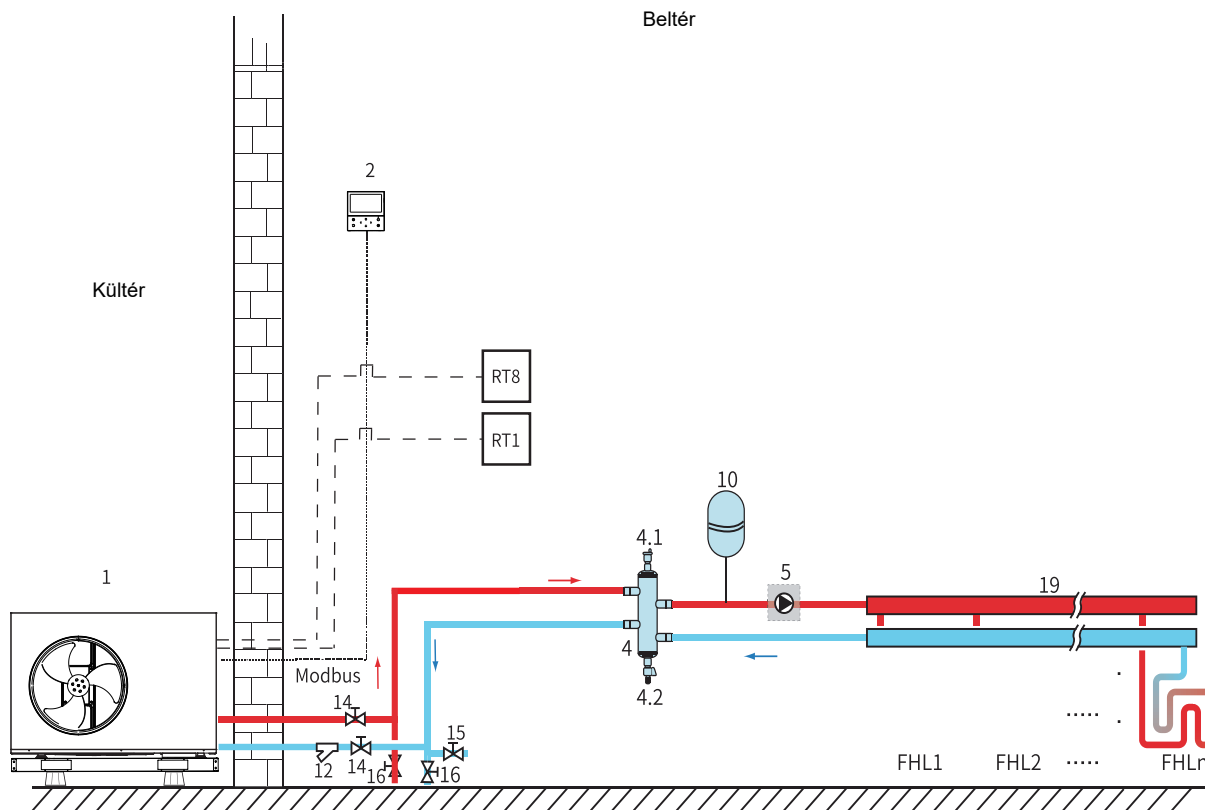 Beltér
2
Kültér
RT8
RT1
10
4.1
5
19
1
4
4.2
Modbus
14
15
12
14
16
16
.....
FHL1
FHL2
.....
FHLn